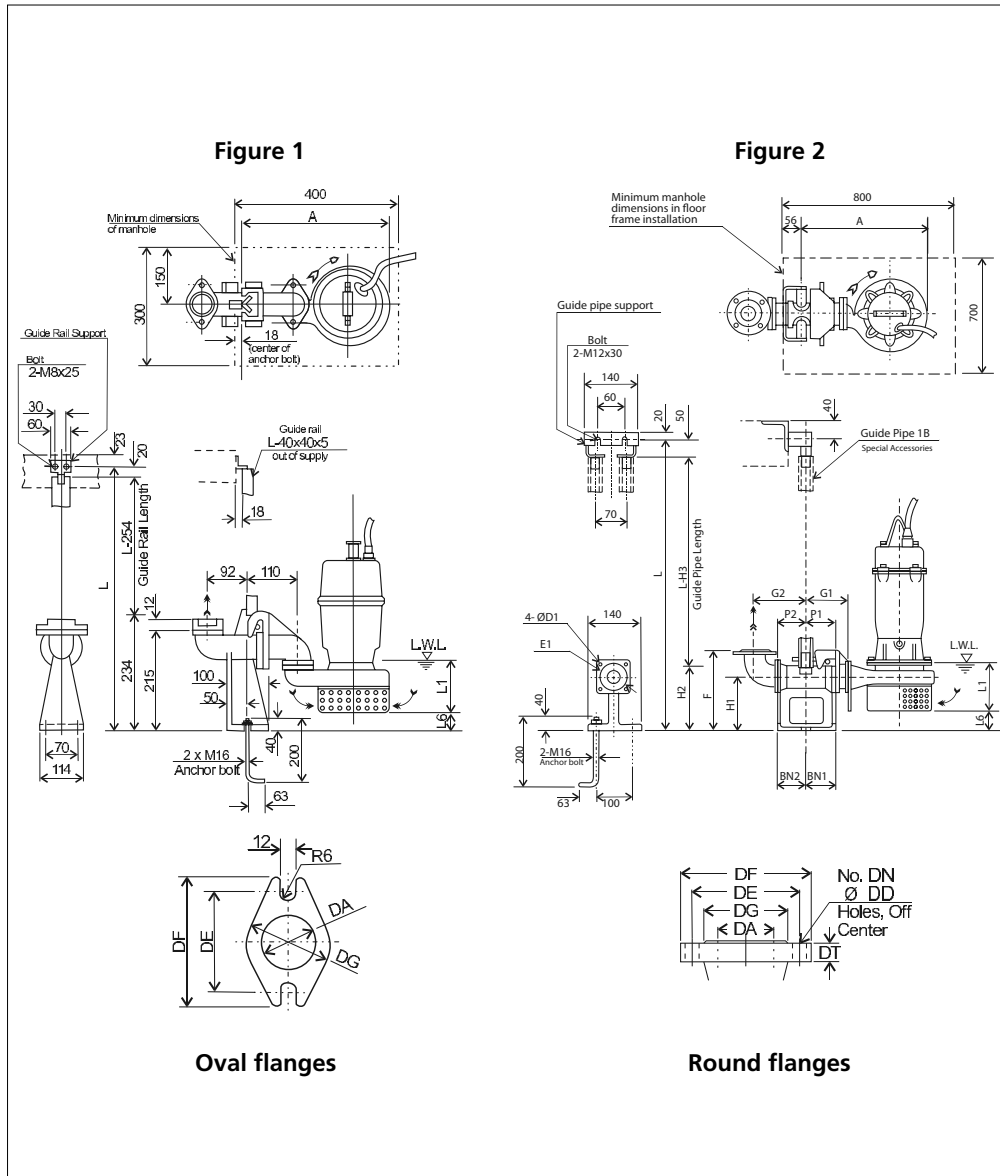 Figure 1
400
A
Minimum dimensions
of manhole
150
300
18
(center of
anchor bolt)
Guide Rail Support
Bolt
2-M8x25
30
60
23
20
Guide rail
L-40x40x5
out of supply
18
L-254
Guide Rail Length
L
92
110
12
L.W.L
234
215
100
50
L1
L6
40
200
70
114
2 x M16
Anchor bolt
63
12
R6
DA
DF
DE
DG
Oval flanges
Figure 2
Minimum manhole
dimensions in floor
frame installation
800
56
A
700
Guide pipe support
Bolt
2-M12x30
140
60
20
50
40
Guide Pipe 1B
Special Accessories
70
L
L-H3
Guide Pipe Length
G2
G1
P2
P1
4- ØD1
140
E1
L.W.L.
40
H2
F
H1
L1
L6
200
2-M16
Anchor bolt
63
100
BN2
BN1
DF
DE
DG
DA
No. DN
Ø DD
Holes, Off
Center
DT
Round flanges